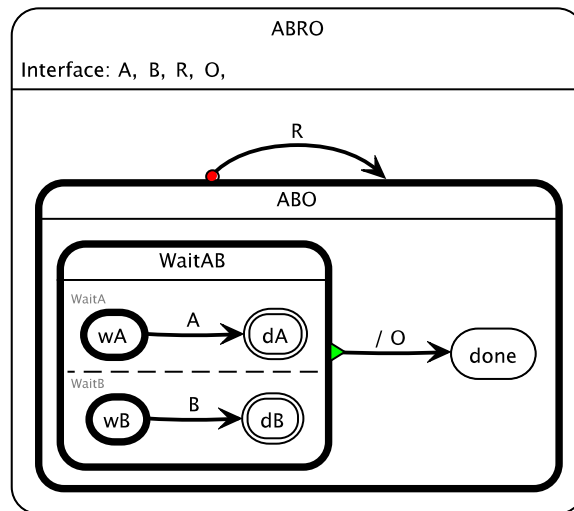 ABRO
Interface: A, B, R, O,
R
ABO
WaitAB
WaitA
wA
A
dA
/ O
done
WaitB
wB
B
dB